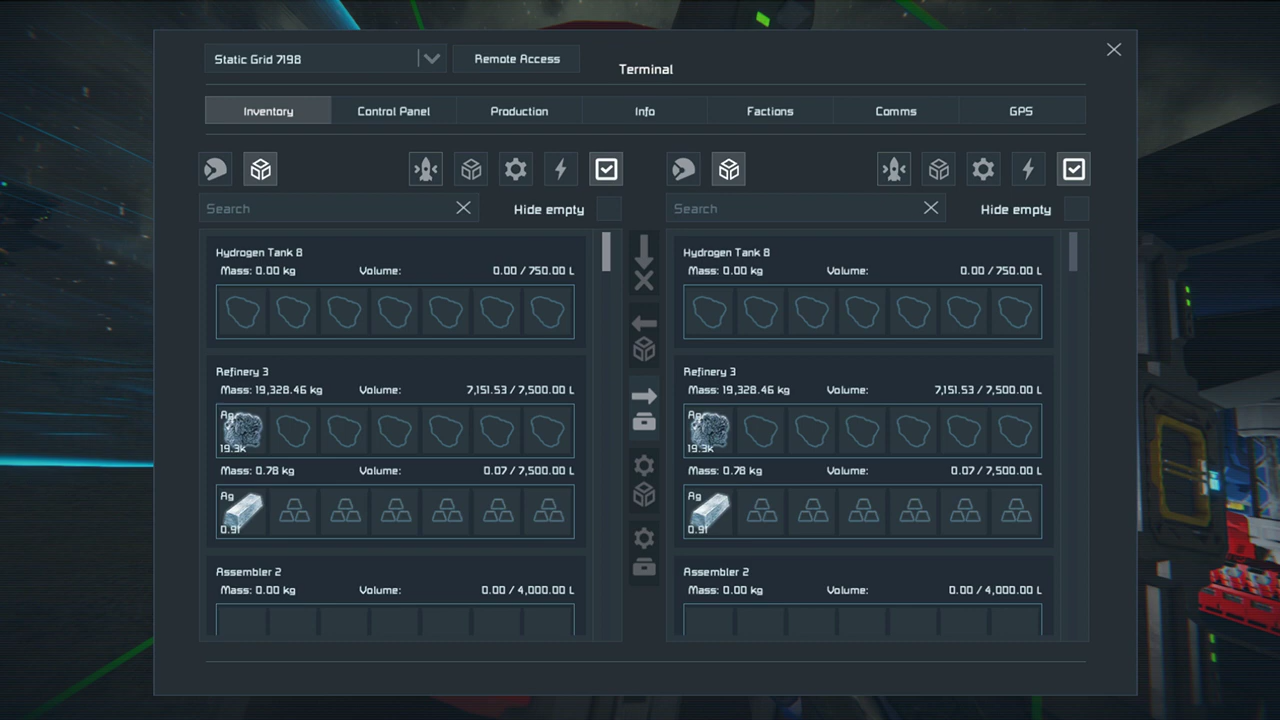 Static Grid 7198
Remote Access
Terminal
Inventory Control Panel Production Info Factions Comms GPS
Search Hide empty Search Hide empty
Hydrogen Tank 8
Mass: 0.00 kg Volume: 0.00 / 750.00 L
Refinery 3
Mass: 19,328.46 kg Volume: 7,151.53 / 7,500.00 L
Ag
19.3k
Mass: 0.78 kg Volume: 0.07 / 7,500.00 L
Ag
0.91
Assembler 2
Mass: 0.00 kg Volume: 0.00 / 4,000.00 L
Hydrogen Tank 8
Mass: 0.00 kg Volume: 0.00 / 750.00 L
Refinery 3
Mass: 19,328.46 kg Volume: 7,151.53 / 7,500.00 L
Ag
19.3k
Mass: 0.78 kg Volume: 0.07 / 7,500.00 L
Ag
0.91
Assembler 2
Mass: 0.00 kg Volume: 0.00 / 4,000.00 L